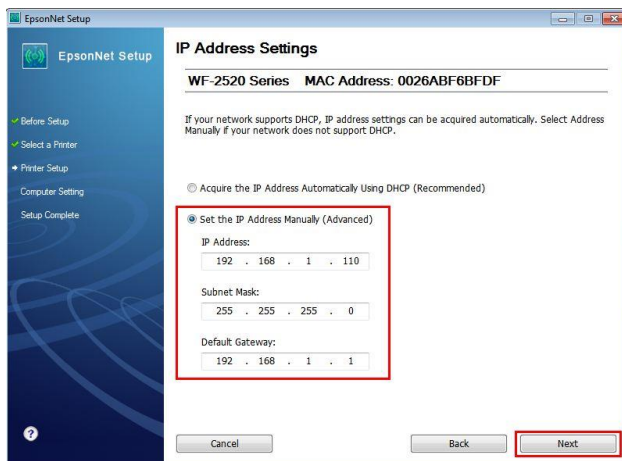 EpsonNet Setup
EpsonNet Setup
Before Setup
Select a Printer
Printer Setup
Computer Setting
Setup Complete
IP Address Settings
WF-2520 Series MAC Address: 0026ABF6BFDF
If your network supports DHCP, IP address settings can be acquired automatically. Select Address
Manually if your network does not support DHCP.
Acquire the IP Address Automatically Using DHCP (Recommended)
Set the IP Address Manually (Advanced)
IP Address:
192 . 168 . 1 . 110
Subnet Mask:
255 . 255 . 255 . 0
Default Gateway:
192 . 168 . 1 . 1
?
Cancel
Back
Next